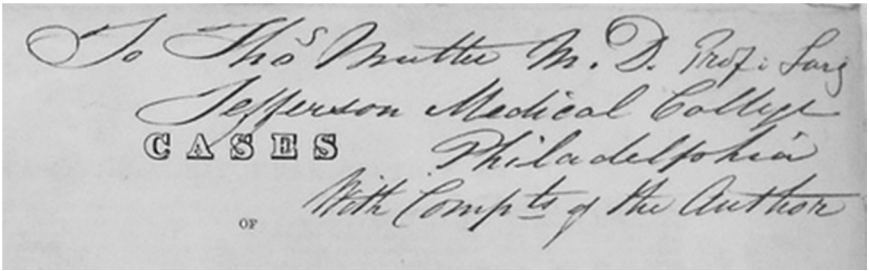 To Thos Mutter M.D. Prof: Surg
Jefferson Medical College
CASES
Philadelphia
With Compts of the Author
OF